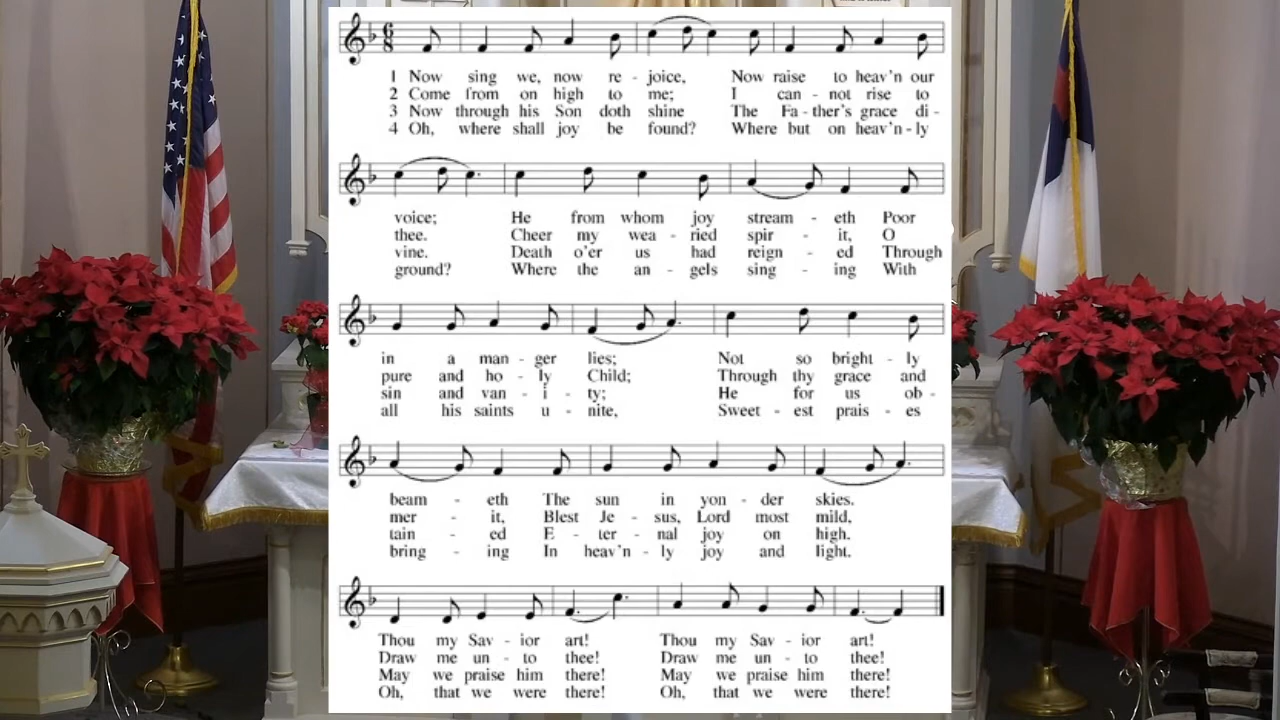 1 Now sing we, now re - joice, Now raise to heav'n our
2 Come from on high to me; I can - not rise to
3 Now through his Son doth shine The Fa - ther's grace di -
4 Oh, where shall joy be found? Where but on heav'n - ly
voice; He from whom joy stream - eth Poor
thee. Cheer my wea - ried spir - it, O
vine. Death o'er us had reign - ed Through
ground? Where the an - gels sing - ing With
in a man - ger lies; Not so bright - ly
pure and ho - ly Child; Through thy grace and
sin and van - i - ty; He for us ob -
all his saints u - nite, Sweet - est prais - es
beam - eth The sun in yon - der skies.
mer - it, Blest Je - sus, Lord most mild,
tain - ed E - ter - nal joy on high.
bring - ing In heav'n - ly joy and light.
Thou my Sav - ior art! Thou my Sav - ior art!
Draw me un - to thee! Draw me un - to thee!
May we praise him there! May we praise him there!
Oh, that we were there! Oh, that we were there!